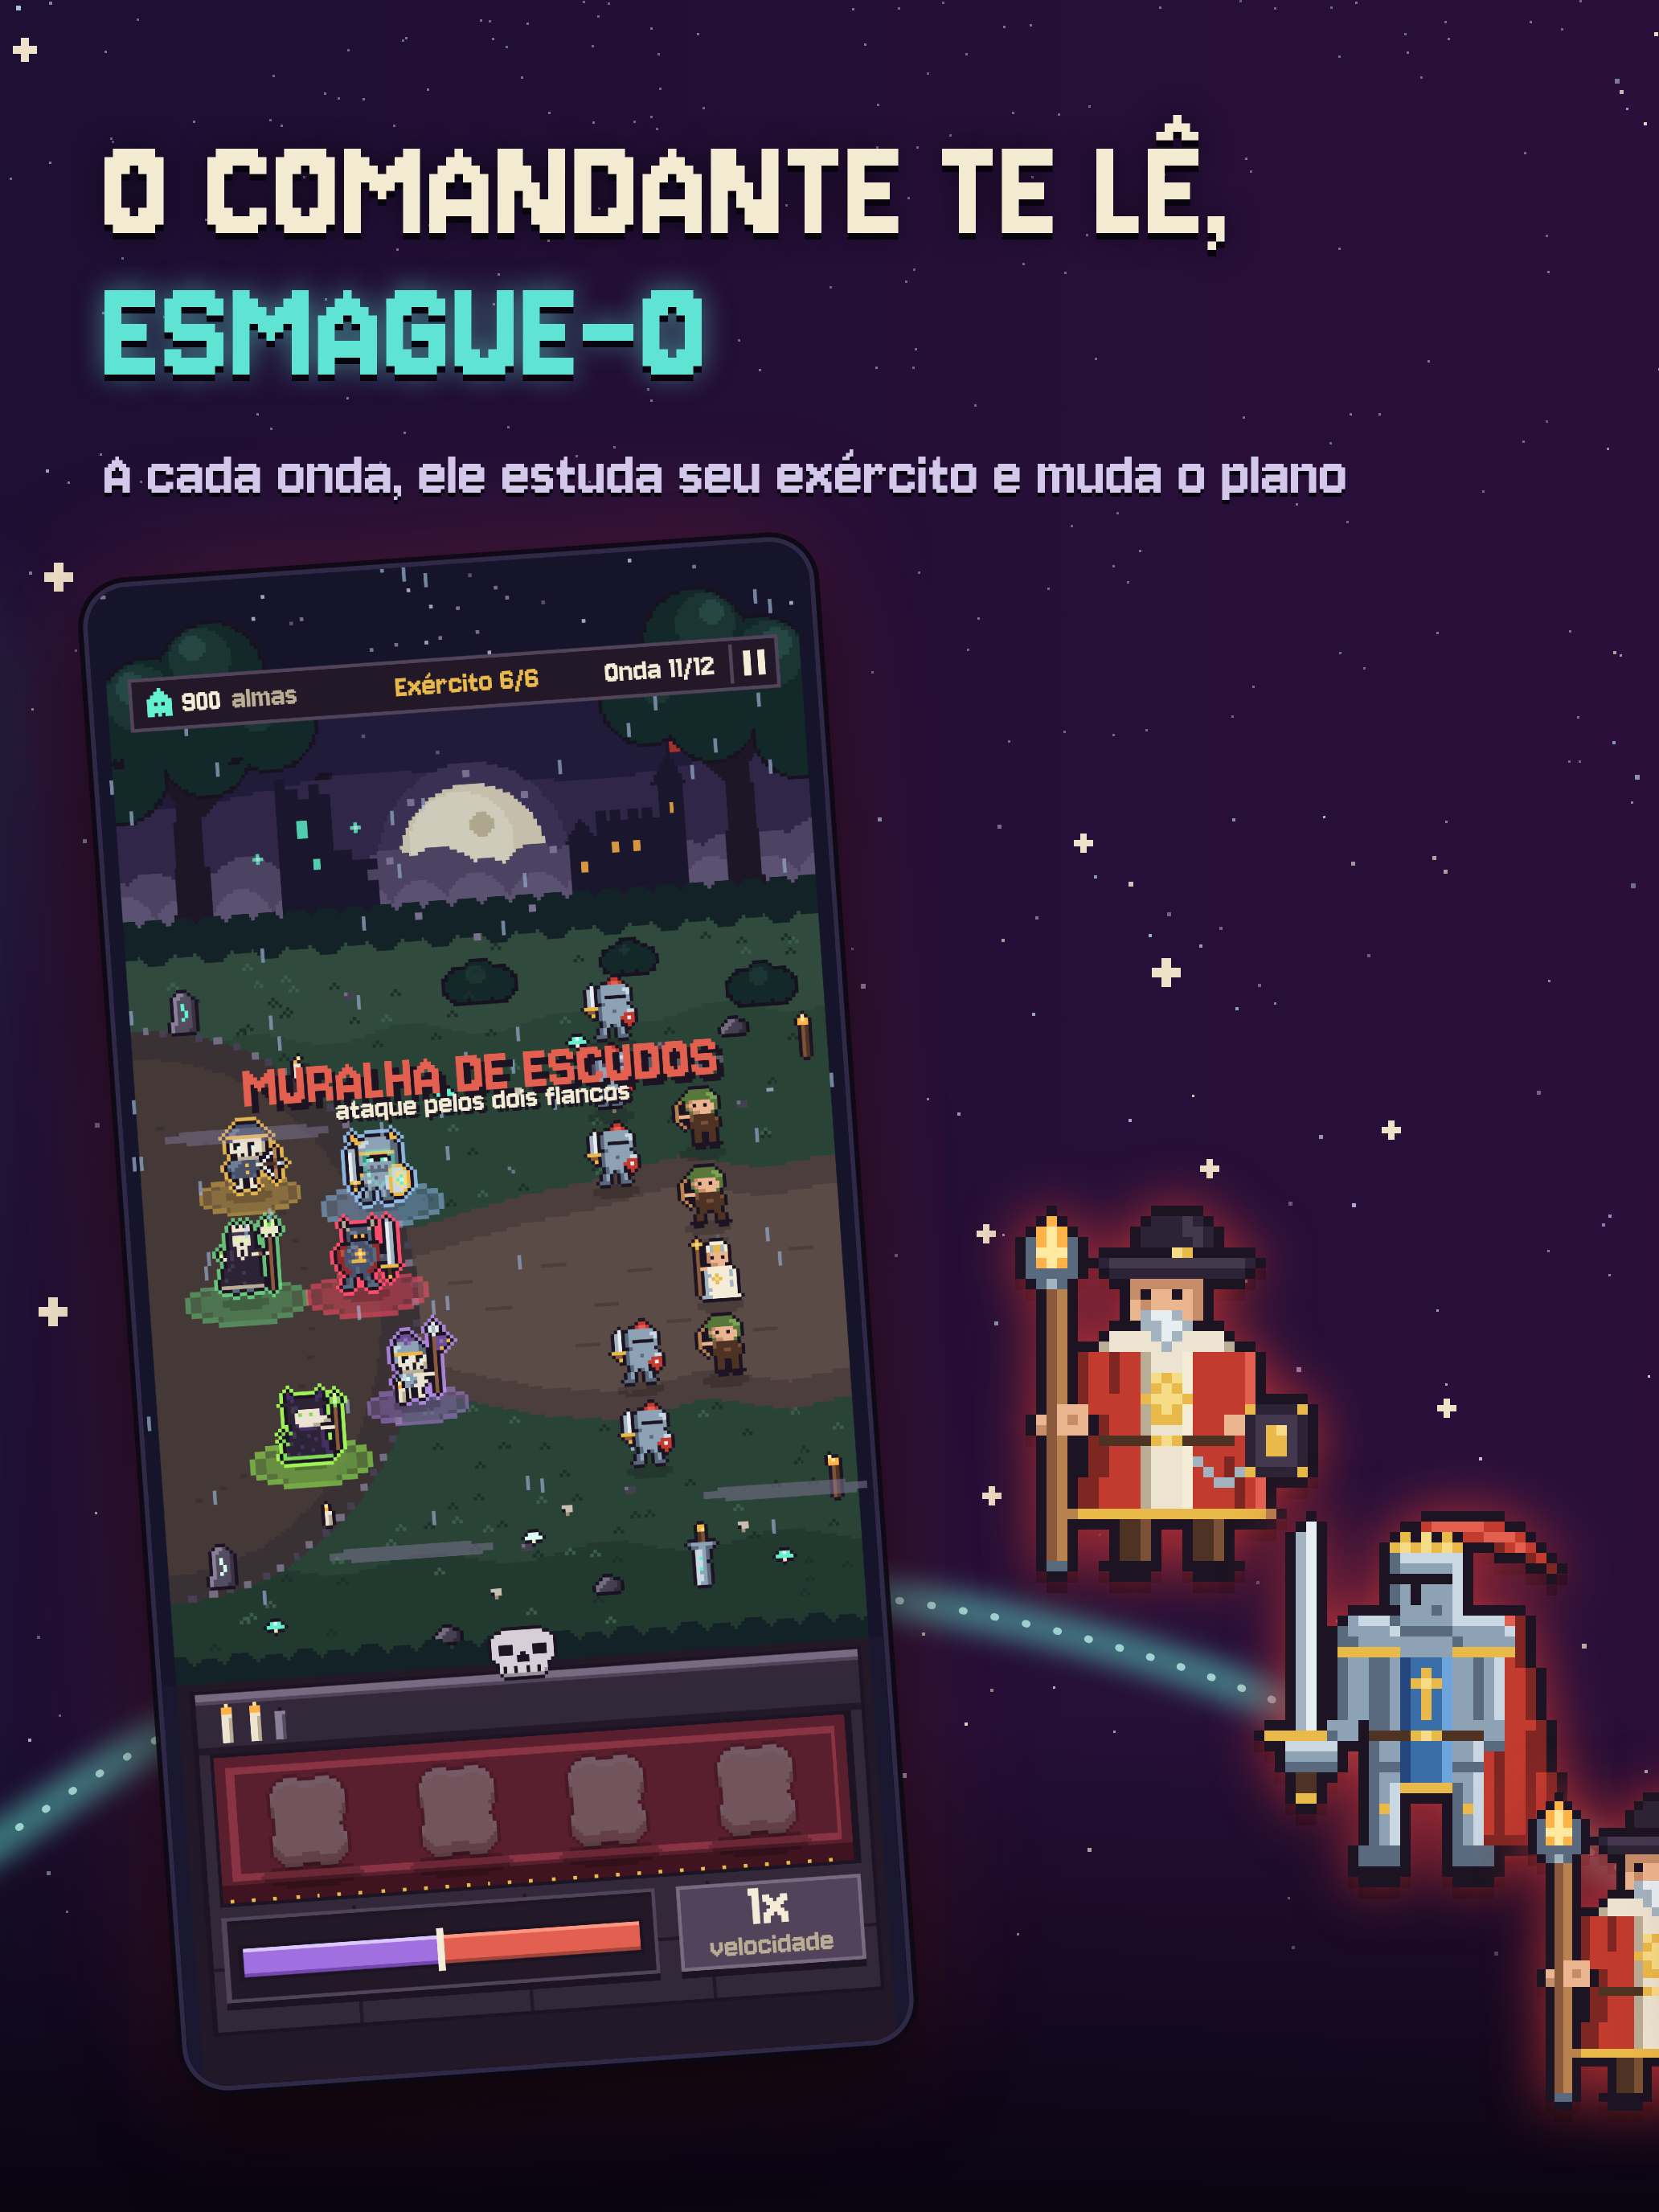 O COMANDANTE TE LÊ,
ESMAGUE-O
A cada onda, ele estuda seu exército e muda o plano
900 almas
Exército 6/6
Onda 11/12
MURALHA DE ESCUDOS
ataque pelos dois flancos
1x
velocidade